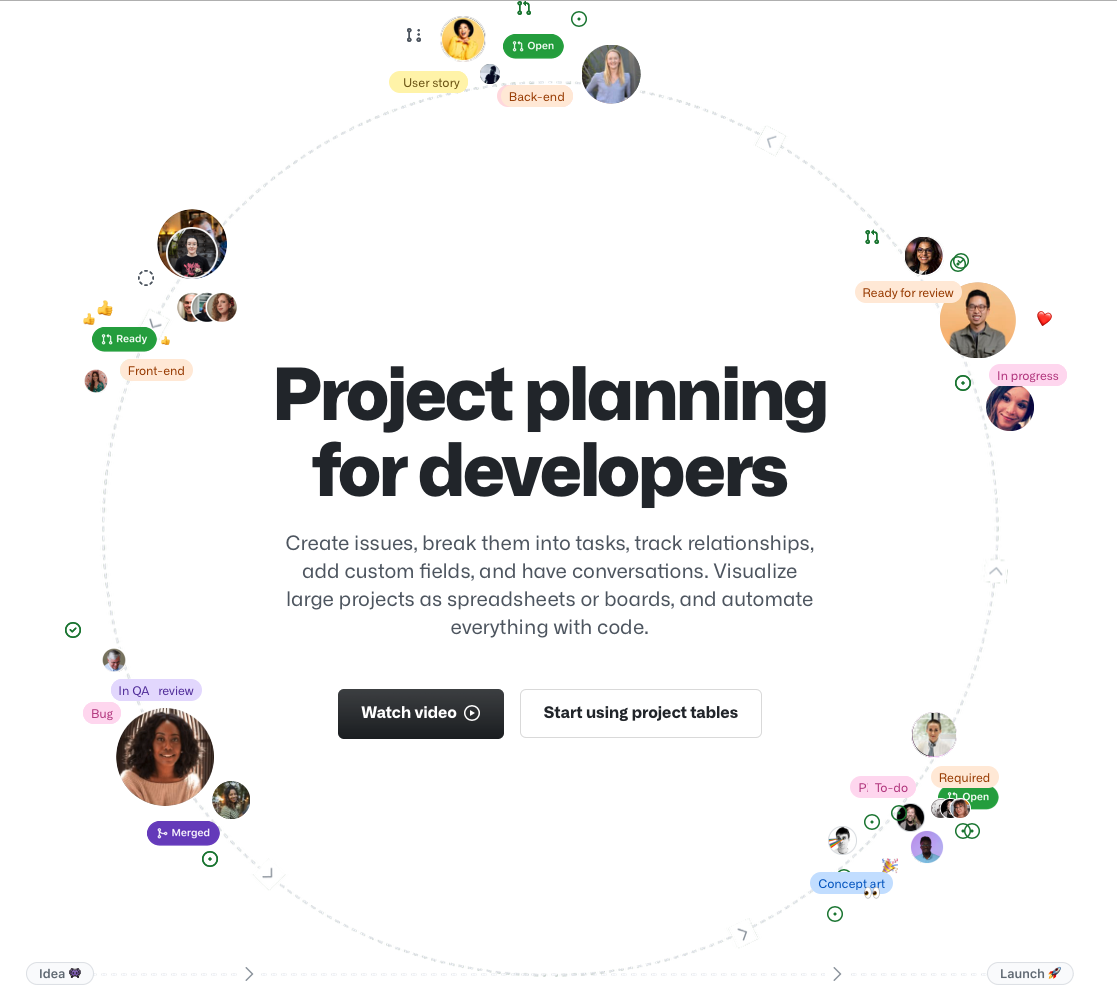 Open
User story
Back-end
Ready for review
Ready
Front-end
In progress
Project planning
for developers
Create issues, break them into tasks, track relationships,
add custom fields, and have conversations. Visualize
large projects as spreadsheets or boards, and automate
everything with code.
In QA review
Bug
Watch video
Start using project tables
Required
P. To-do
Open
Merged
Concept art
Idea
Launch